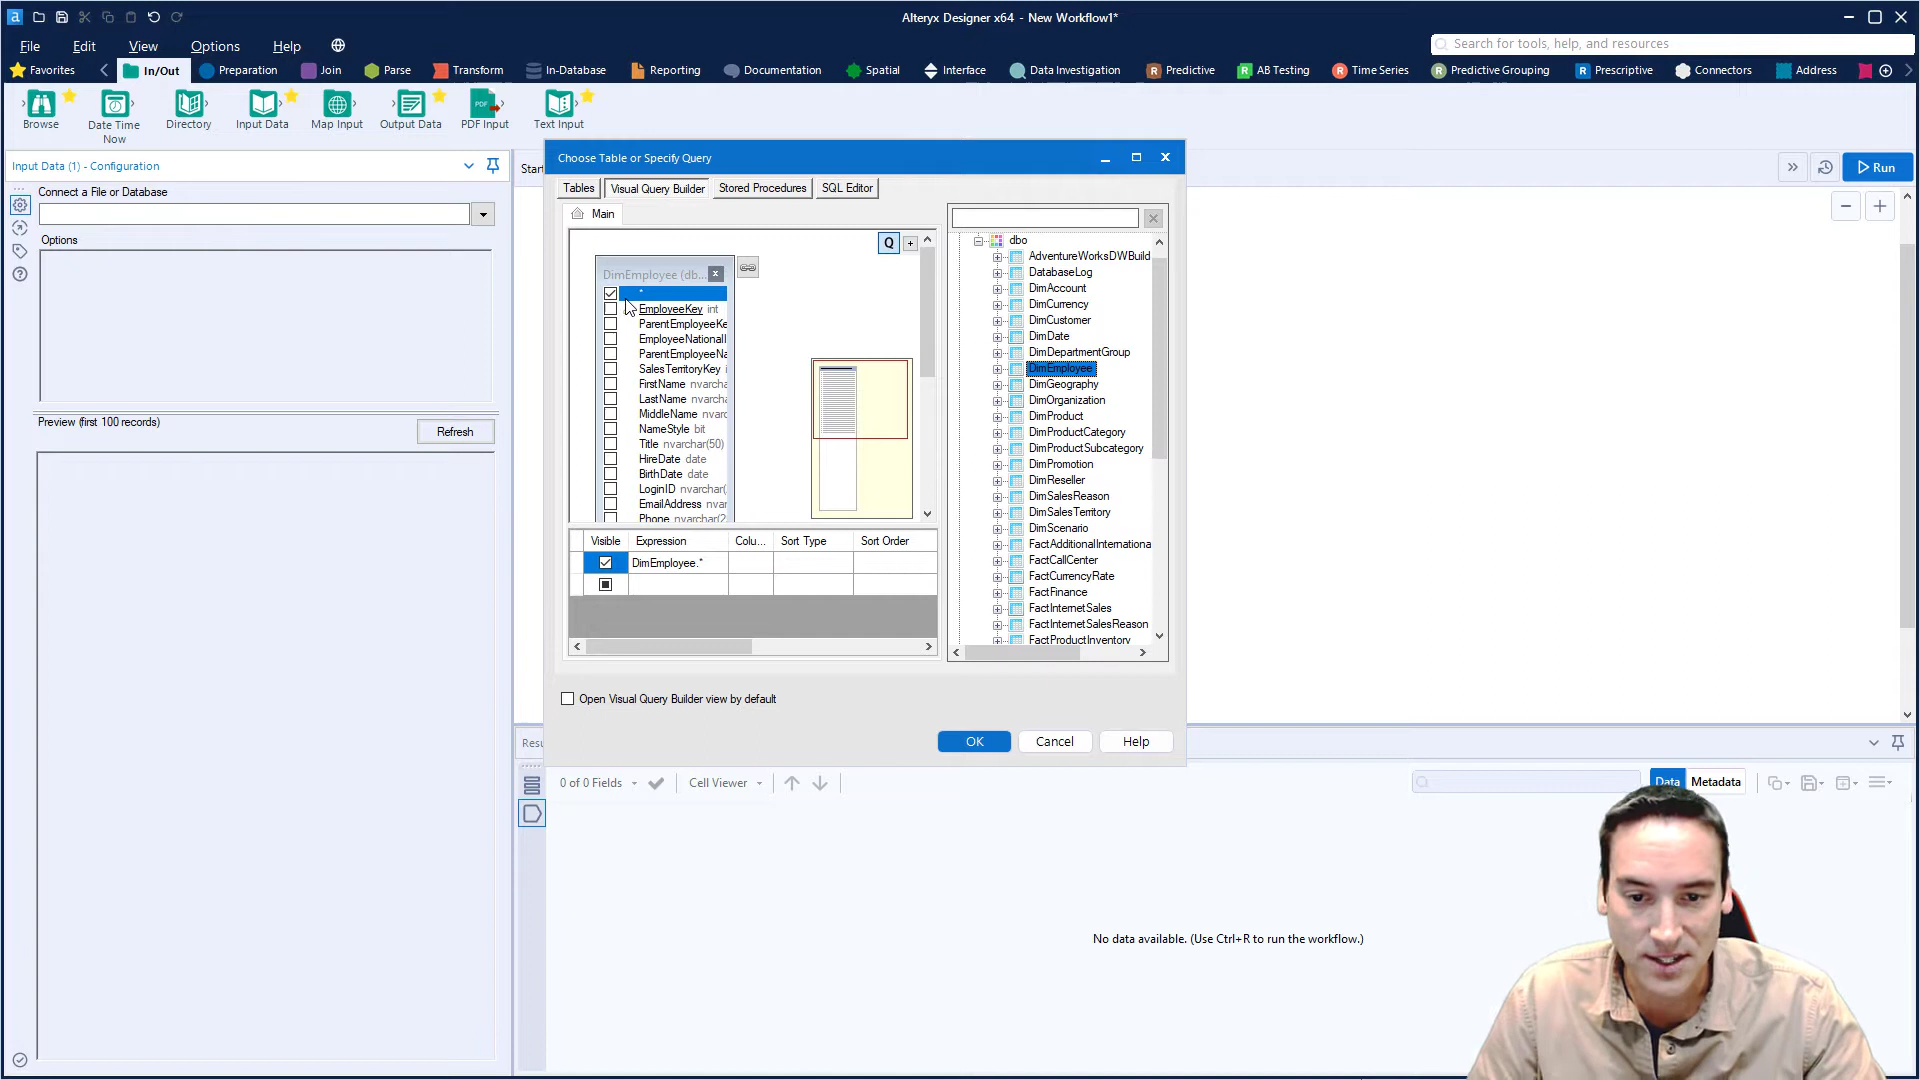 Alteryx Designer x64 - New Workflow1*
File Edit View Options Help
Search for tools, help, and resources
Favorites In/Out Preparation Join Parse Transform In-Database Reporting Documentation Spatial Interface Data Investigation Predictive AB Testing Time Series Predictive Grouping Prescriptive Connectors Address
Browse Date Time Now Directory Input Data Map Input Output Data PDF Input Text Input
Input Data (1) - Configuration
Connect a File or Database
Options
Preview (first 100 records)
Refresh
Start
Run
Choose Table or Specify Query
Tables Visual Query Builder Stored Procedures SQL Editor
Main
Q
DimEmployee (db...
*
EmployeeKey int
ParentEmployeeKe
EmployeeNationalI
ParentEmployeeNa
SalesTerritoryKey i
FirstName nvarcha
LastName nvarcha
MiddleName nvarc
NameStyle bit
Title nvarchar(50)
HireDate date
BirthDate date
LoginID nvarchar(
EmailAddress nvar
Phone nvarchar(2
Visible Expression Colu... Sort Type Sort Order
DimEmployee.*
dbo
AdventureWorksDWBuild
DatabaseLog
DimAccount
DimCurrency
DimCustomer
DimDate
DimDepartmentGroup
DimEmployee
DimGeography
DimOrganization
DimProduct
DimProductCategory
DimProductSubcategory
DimPromotion
DimReseller
DimSalesReason
DimSalesTerritory
DimScenario
FactAdditionalInternationa
FactCallCenter
FactCurrencyRate
FactFinance
FactInternetSales
FactInternetSalesReason
FactProductInventory
Open Visual Query Builder view by default
OK Cancel Help
Resu
0 of 0 Fields Cell Viewer
Data Metadata
No data available. (Use Ctrl+R to run the workflow.)